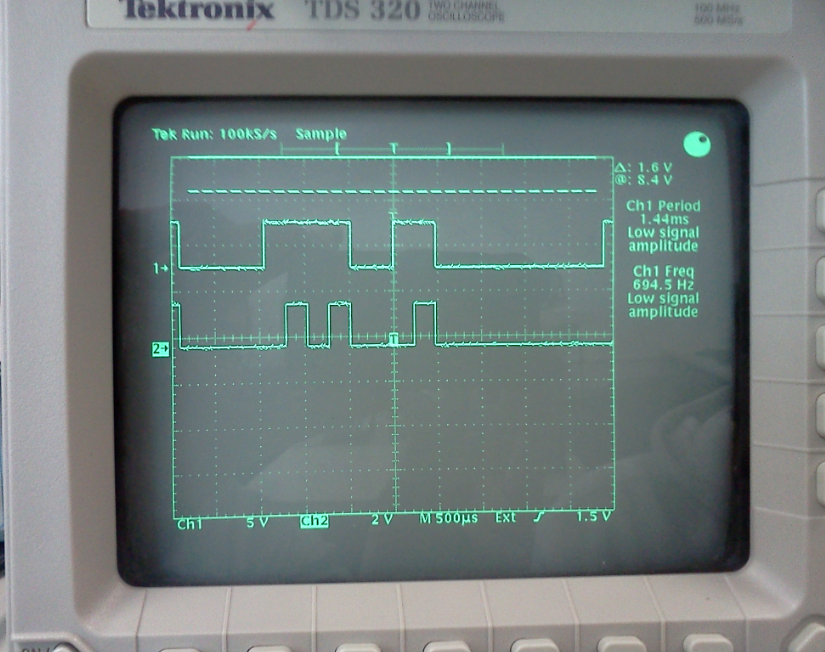 Tektronix TDS 320 TWO CHANNEL OSCILLOSCOPE
100 MHz
500 MS/s
Tek Run: 100kS/s Sample
T
Δ: 1.6 V
@: 8.4 V
Ch1 Period
1.44ms
Low signal
amplitude
1→
Ch1 Freq
694.5 Hz
Low signal
amplitude
T
2→
Ch1 5 V Ch2 2 V M 500µs Ext 1.5 V